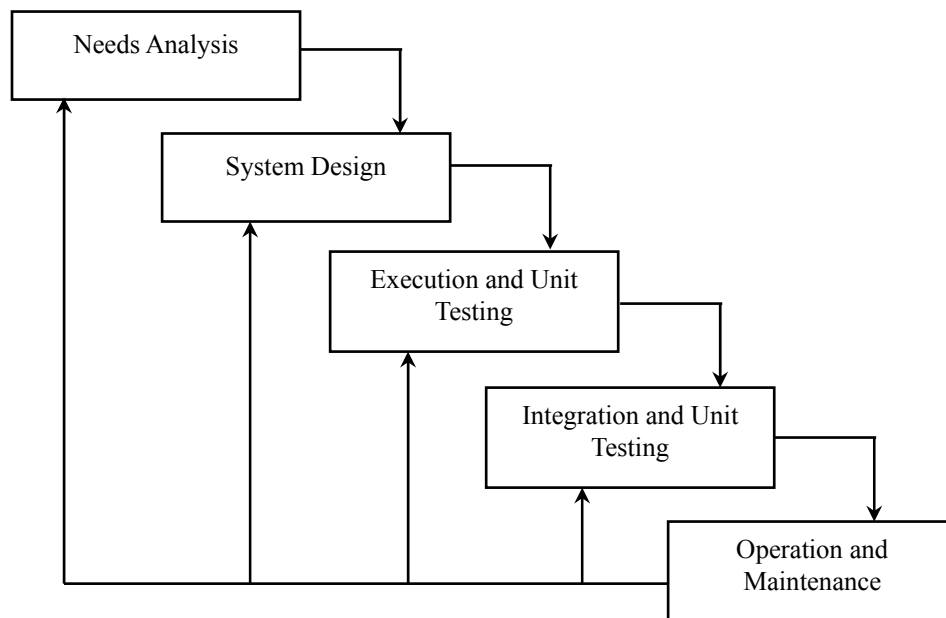 Needs Analysis
System Design
Execution and Unit
Testing
Integration and Unit
Testing
Operation and
Maintenance